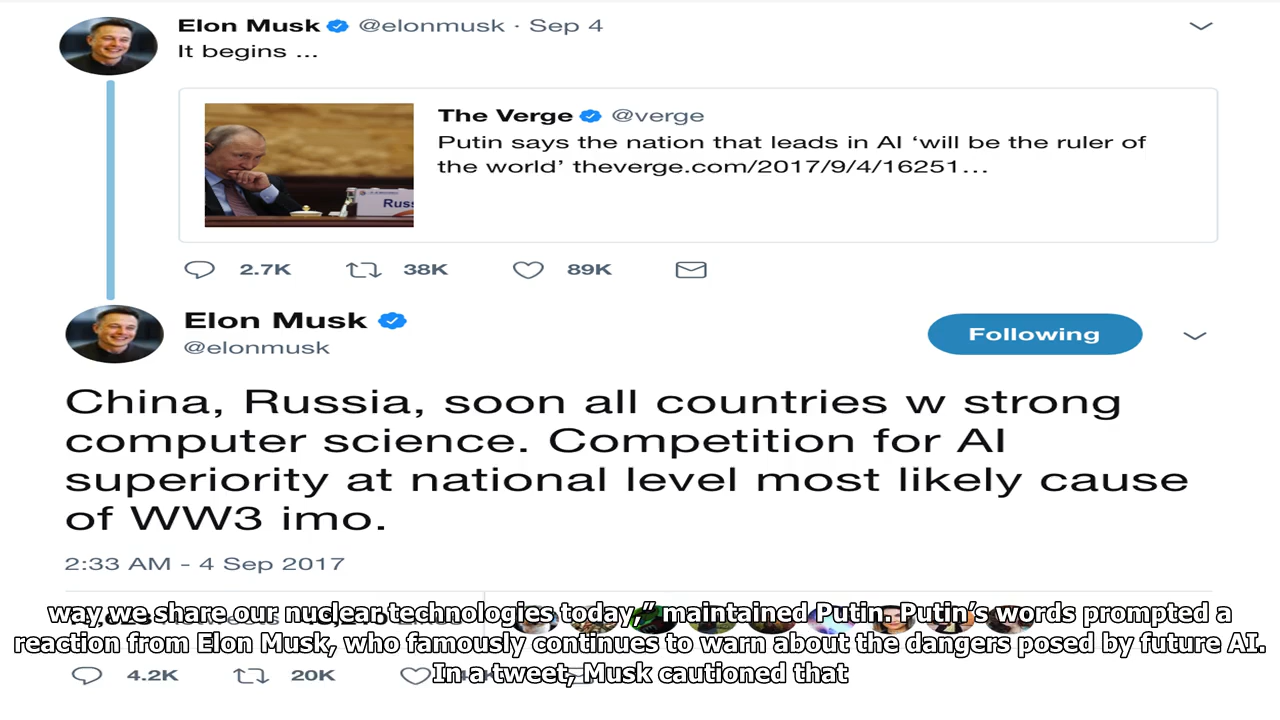 Elon Musk @elonmusk · Sep 4
It begins ...
The Verge @verge
Putin says the nation that leads in AI ‘will be the ruler of
the world’ theverge.com/2017/9/4/16251...
Russ
2.7K 38K 89K
Elon Musk
@elonmusk
Following
China, Russia, soon all countries w strong
computer science. Competition for AI
superiority at national level most likely cause
of WW3 imo.
2:33 AM - 4 Sep 2017
way we share our nuclear technologies today,” maintained Putin. Putin’s words prompted a
reaction from Elon Musk, who famously continues to warn about the dangers posed by future AI.
In a tweet, Musk cautioned that
4.2K 20K